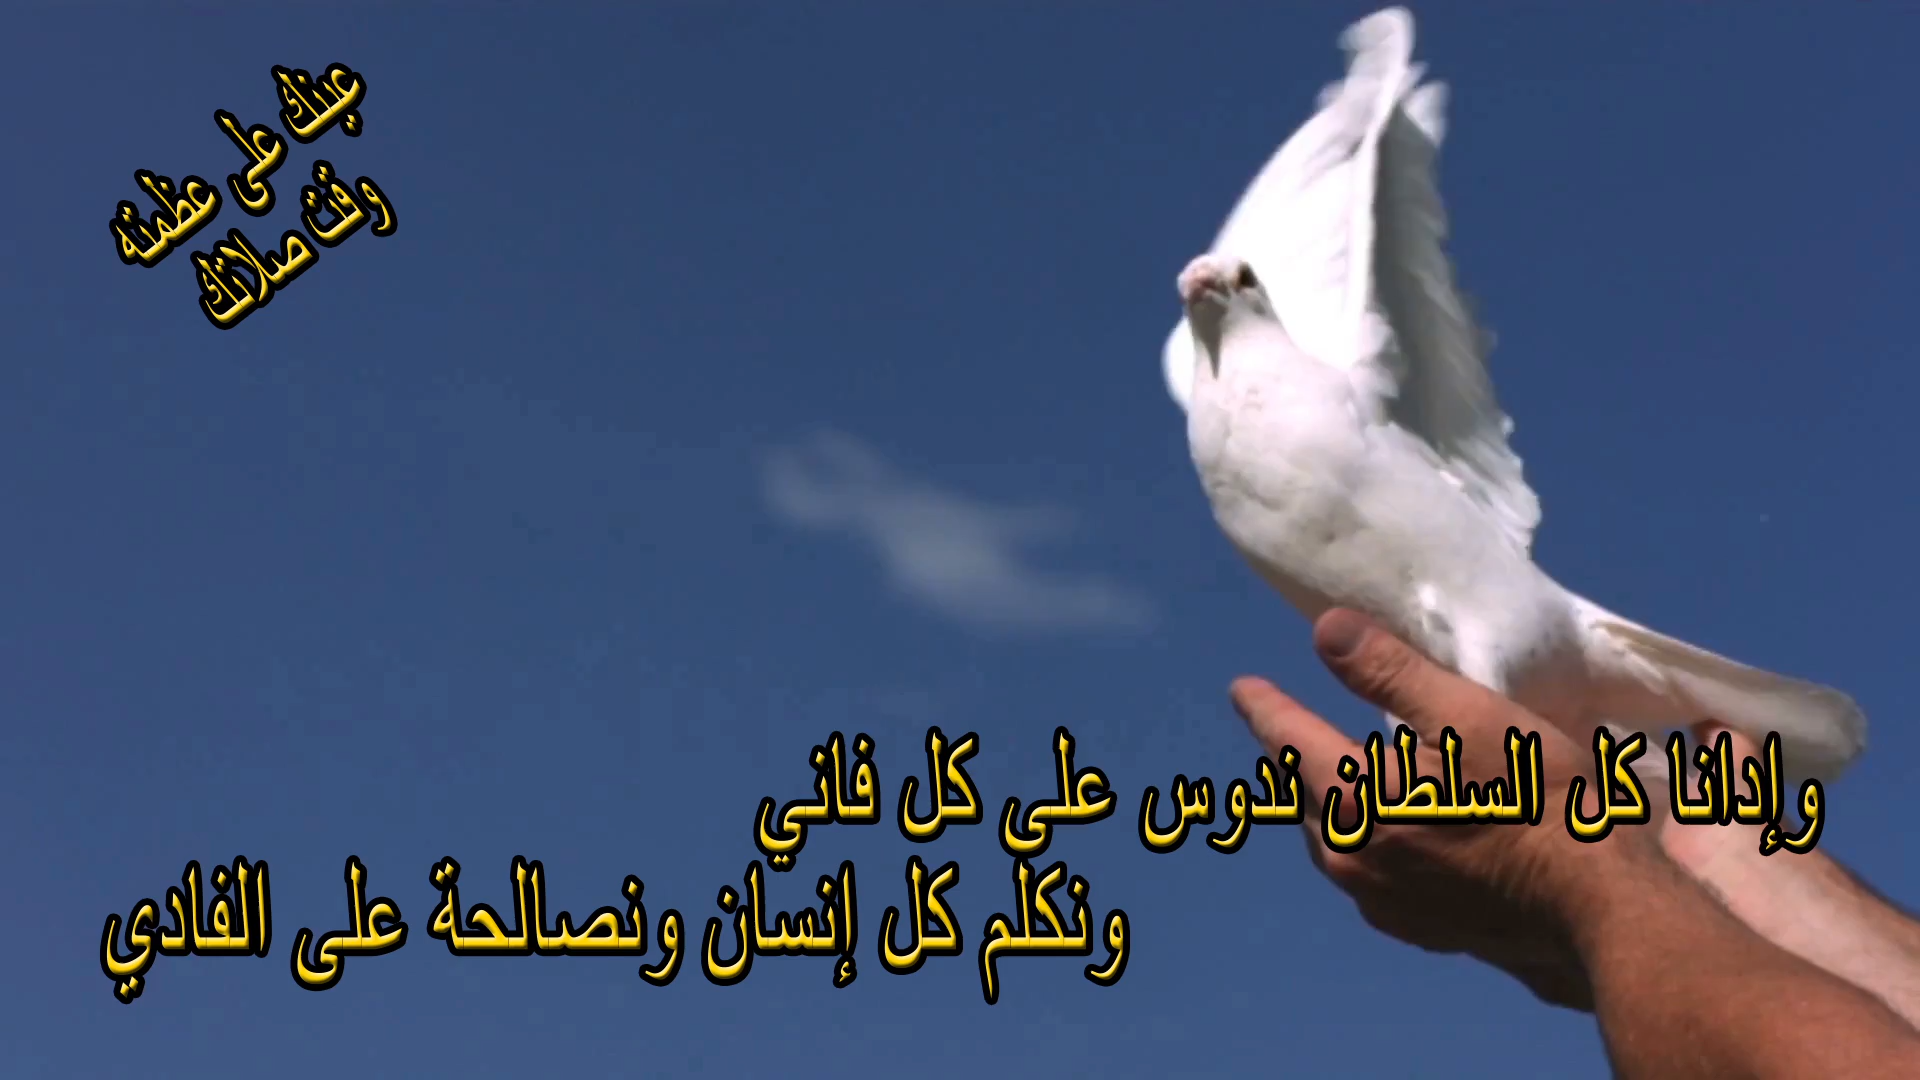 عينك على عظمته
وقت صلاتك
وإدانا كل السلطان ندوس على كل فاني
ونكلم كل إنسان ونصالحة على الفادي